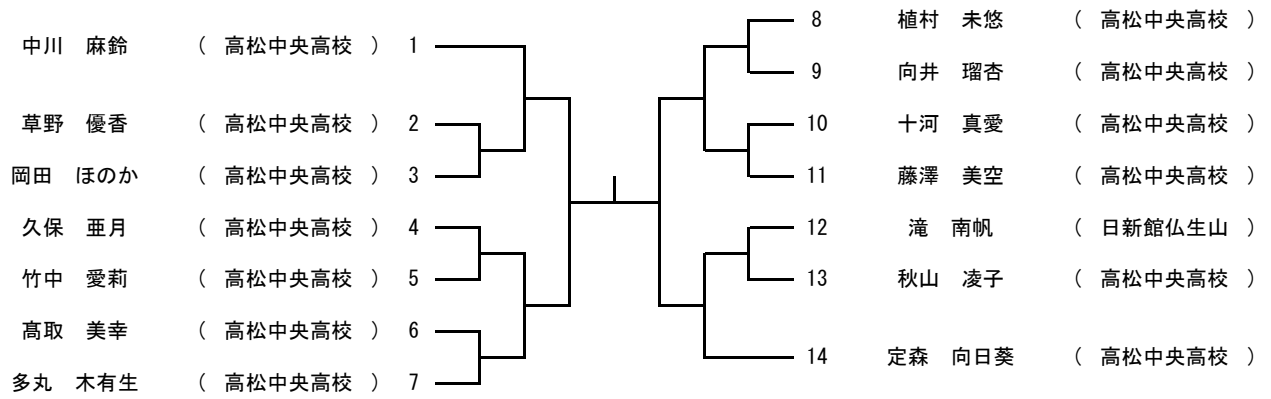 中川　麻鈴 （ 高松中央高校 ） 1
草野　優香 （ 高松中央高校 ） 2
岡田　ほのか （ 高松中央高校 ） 3
久保　亜月 （ 高松中央高校 ） 4
竹中　愛莉 （ 高松中央高校 ） 5
髙取　美幸 （ 高松中央高校 ） 6
多丸　木有生 （ 高松中央高校 ） 7
8 植村　未悠 （ 高松中央高校 ）
9 向井　瑠杏 （ 高松中央高校 ）
10 十河　真愛 （ 高松中央高校 ）
11 藤澤　美空 （ 高松中央高校 ）
12 滝　南帆 （ 日新館仏生山 ）
13 秋山　凌子 （ 高松中央高校 ）
14 定森　向日葵 （ 高松中央高校 ）